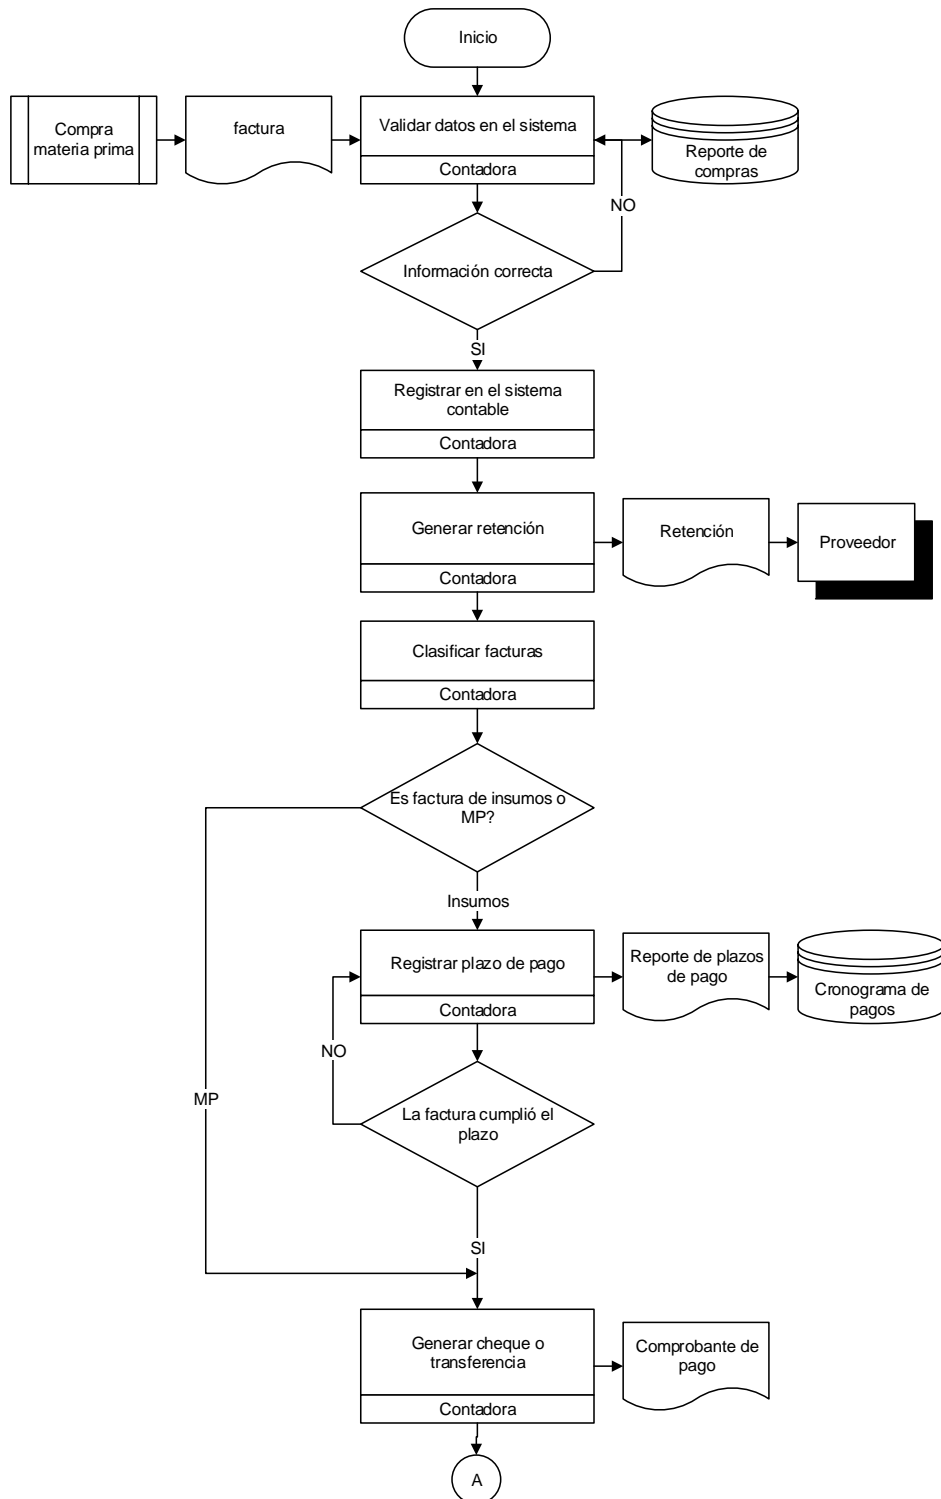 Inicio
Compra
materia prima
factura
Validar datos en el sistema
Contadora
Reporte de
compras
NO
Información correcta
SI
Registrar en el sistema
contable
Contadora
Generar retención
Contadora
Retención
Proveedor
Clasificar facturas
Contadora
Es factura de insumos o
MP?
Insumos
Registrar plazo de pago
Contadora
Reporte de plazos
de pago
Cronograma de
pagos
NO
MP
La factura cumplió el
plazo
SI
Generar cheque o
transferencia
Contadora
Comprobante de
pago
A